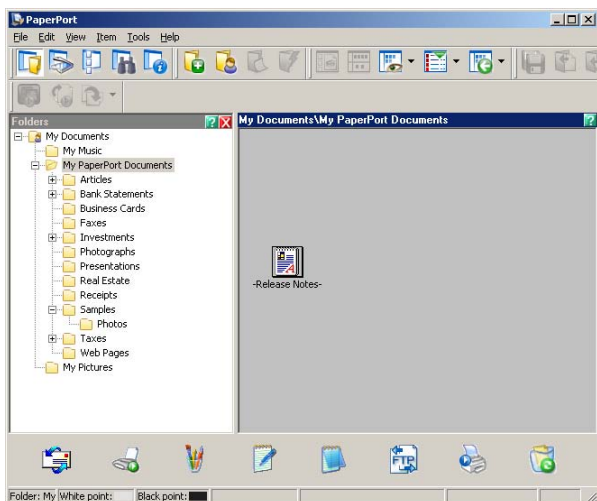 PaperPort
File Edit View Item Tools Help
Folders
My Documents\My PaperPort Documents
My Documents
My Music
My PaperPort Documents
Articles
Bank Statements
Business Cards
Faxes
Investments
Photographs
Presentations
Real Estate
Receipts
Samples
Photos
Taxes
Web Pages
My Pictures
-Release Notes-
FTP
Folder: My White point: Black point: